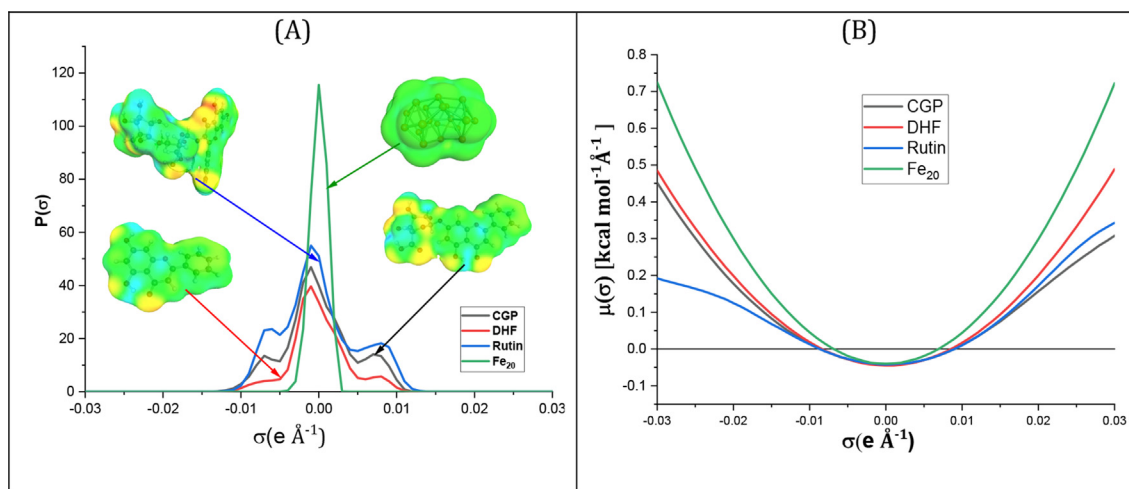 (A)
P(σ)
120
100
80
60
40
20
0
CGP
DHF
Rutin
Fe₂₀
-0.03 -0.02 -0.01 0.00 0.01 0.02 0.03
σ(e Å⁻¹)
(B)
μ(σ) [kcal mol⁻¹Å⁻¹]
0.8
0.7
0.6
0.5
0.4
0.3
0.2
0.1
0.0
-0.1
CGP
DHF
Rutin
Fe₂₀
-0.03 -0.02 -0.01 0.00 0.01 0.02 0.03
σ(e Å⁻¹)